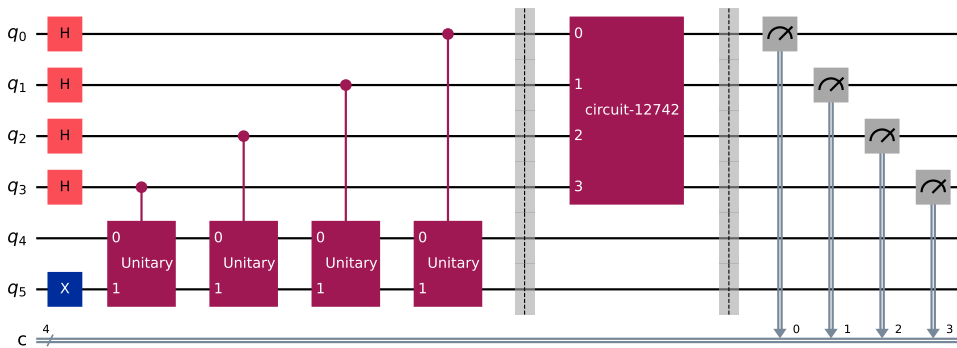 q0 H 0
q1 H 1
circuit-12742
q2 H 2
q3 H 3
q4 0 0 0 0
Unitary Unitary Unitary Unitary
q5 X 1 1 1 1
c 4 0 1 2 3